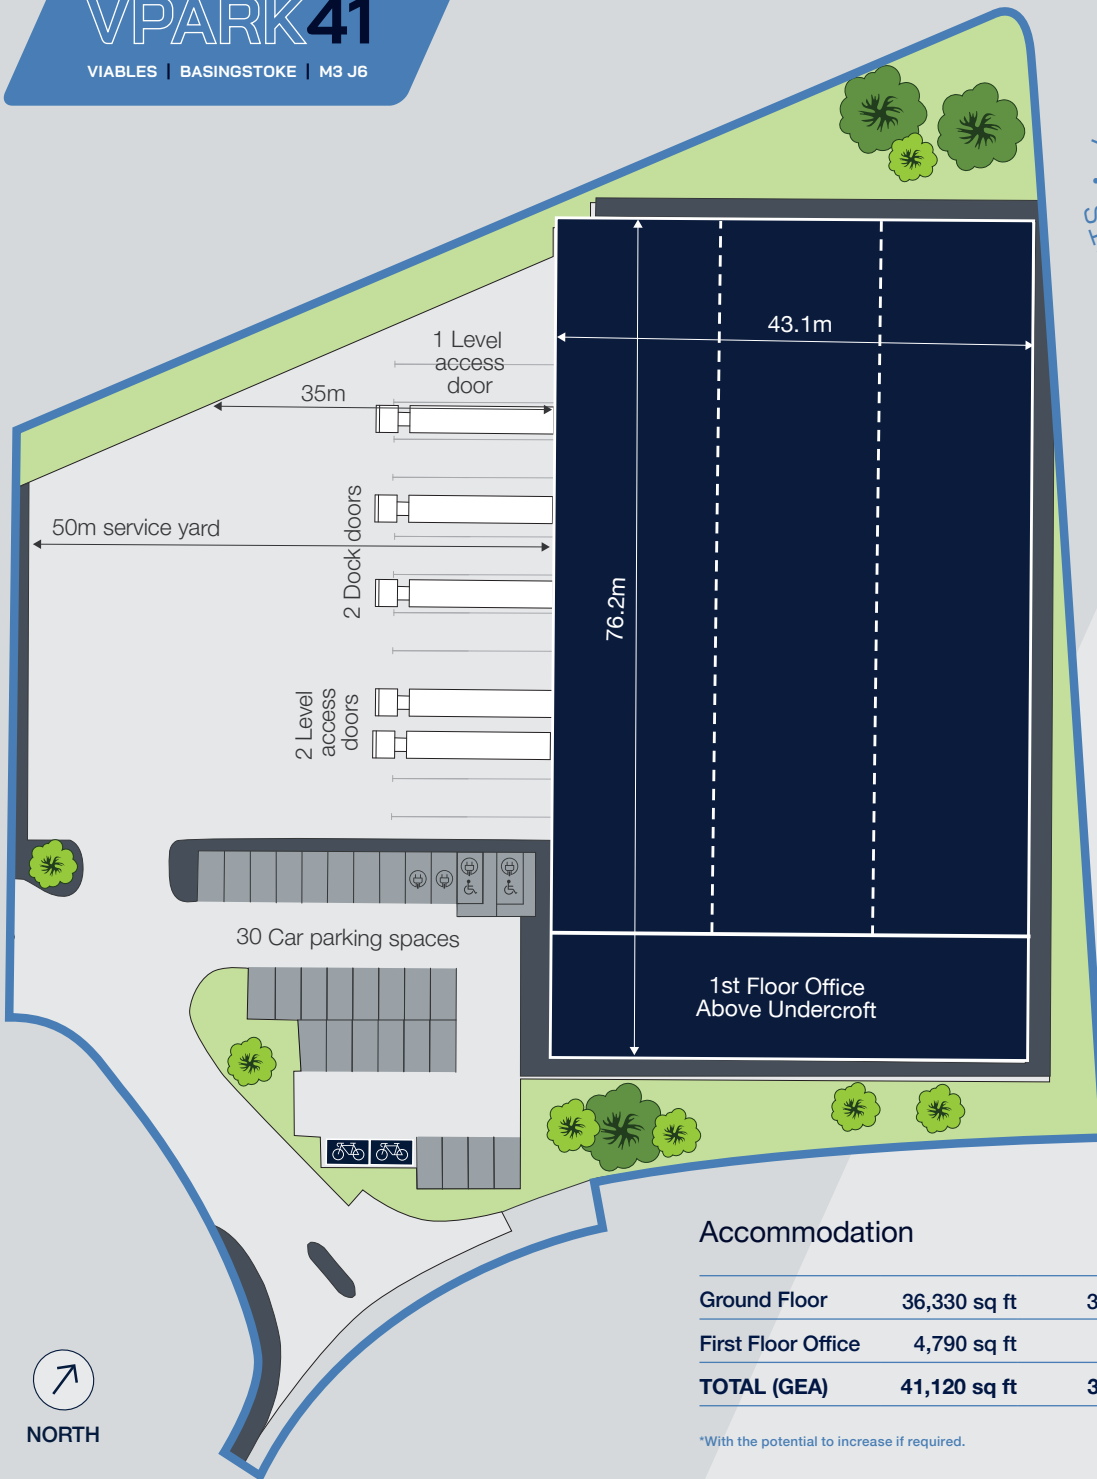 VPARK41
VIABLES | BASINGSTOKE | M3 J6
1 Level
access
door
35m
43.1m
50m service yard
2 Dock doors
76.2m
2 Level
access
doors
30 Car parking spaces
1st Floor Office
Above Undercroft
Accommodation
Ground Floor 36,330 sq ft 3
First Floor Office 4,790 sq ft
TOTAL (GEA) 41,120 sq ft 3
*With the potential to increase if required.
NORTH